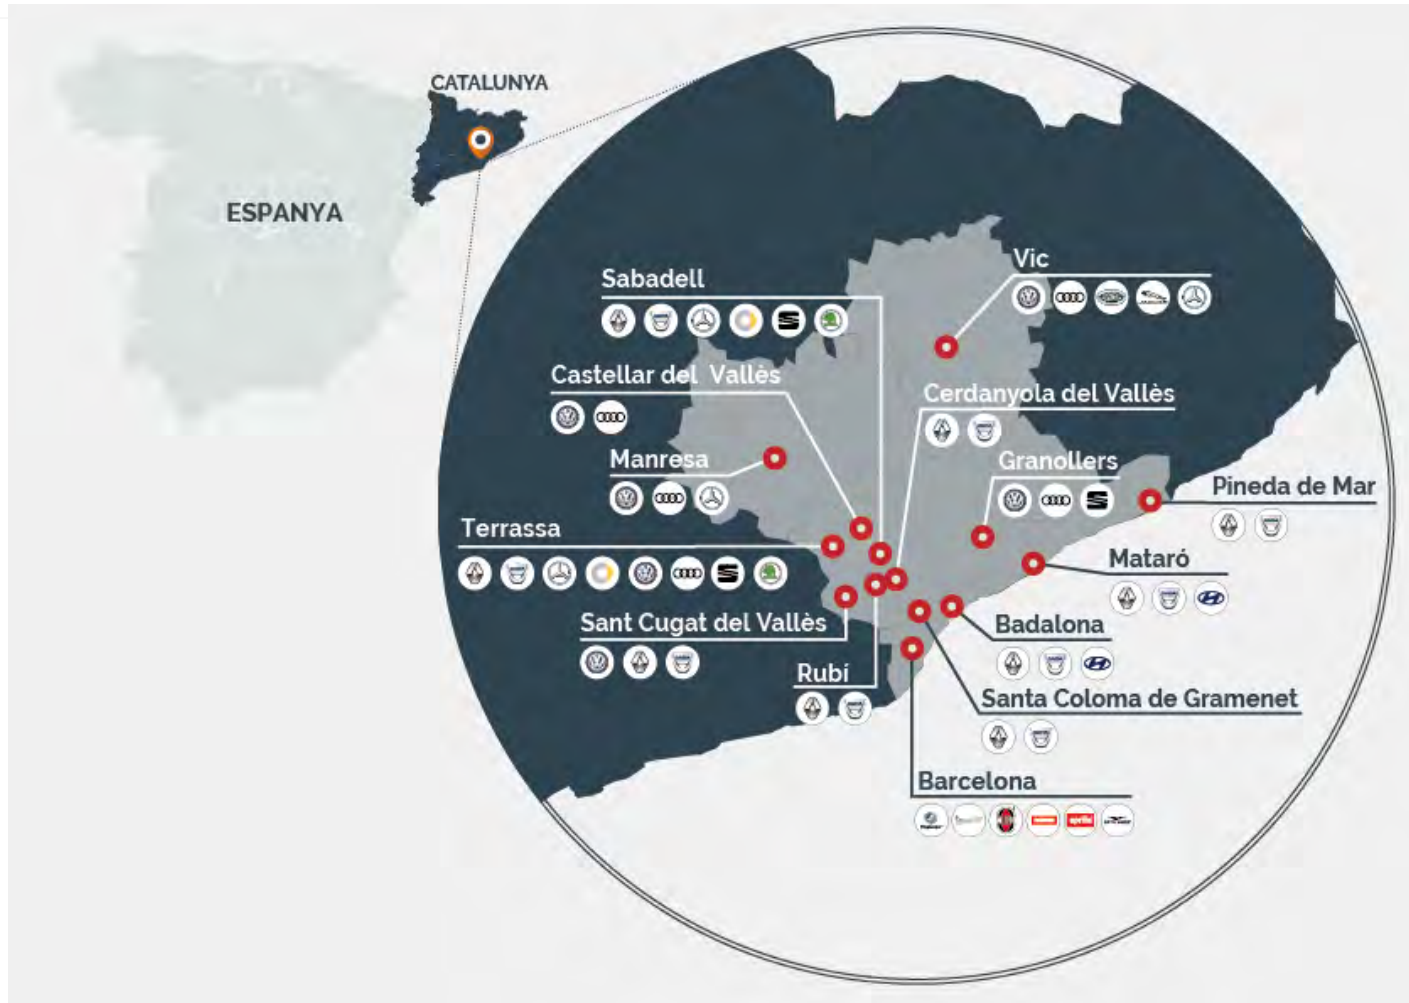 CATALUNYA
ESPANYA
Vic
Sabadell
Castellar del Vallès
Cerdanyola del Vallès
Manresa
Granollers
Pineda de Mar
Terrassa
Mataró
Sant Cugat del Vallès
Badalona
Rubí
Santa Coloma de Gramenet
Barcelona
aprilia